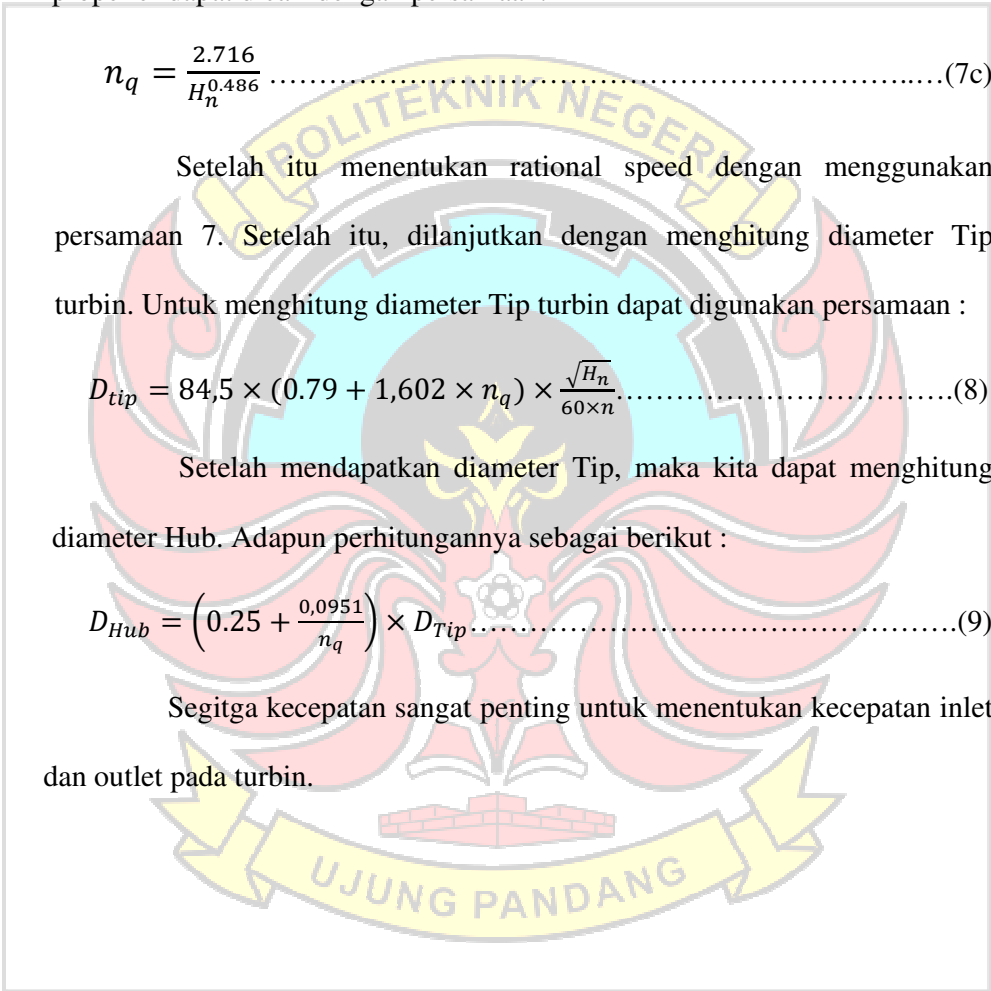 n_q = 2.716 / H_n^0.486 ……………………………………………………………(7c)
POLITEKNIK NEGERI
Setelah itu menentukan rational speed dengan menggunakan
persamaan 7. Setelah itu, dilanjutkan dengan menghitung diameter Tip
turbin. Untuk menghitung diameter Tip turbin dapat digunakan persamaan :
D_tip = 84,5 × (0.79 + 1,602 × n_q) × √H_n / 60×n…………………………….(8)
Setelah mendapatkan diameter Tip, maka kita dapat menghitung
diameter Hub. Adapun perhitungannya sebagai berikut :
D_Hub = (0.25 + 0,0951 / n_q) × D_Tip……………………………………………….(9)
Segitga kecepatan sangat penting untuk menentukan kecepatan inlet
dan outlet pada turbin.
UJUNG PANDANG